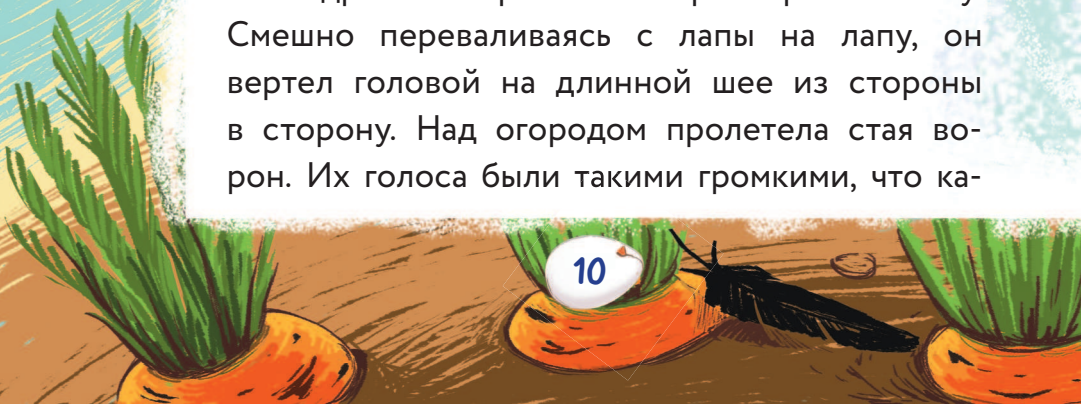 Смешно переваливаясь с лапы на лапу, он
вертел головой на длинной шее из стороны
в сторону. Над огородом пролетела стая во-
рон. Их голоса были такими громкими, что ка-
10